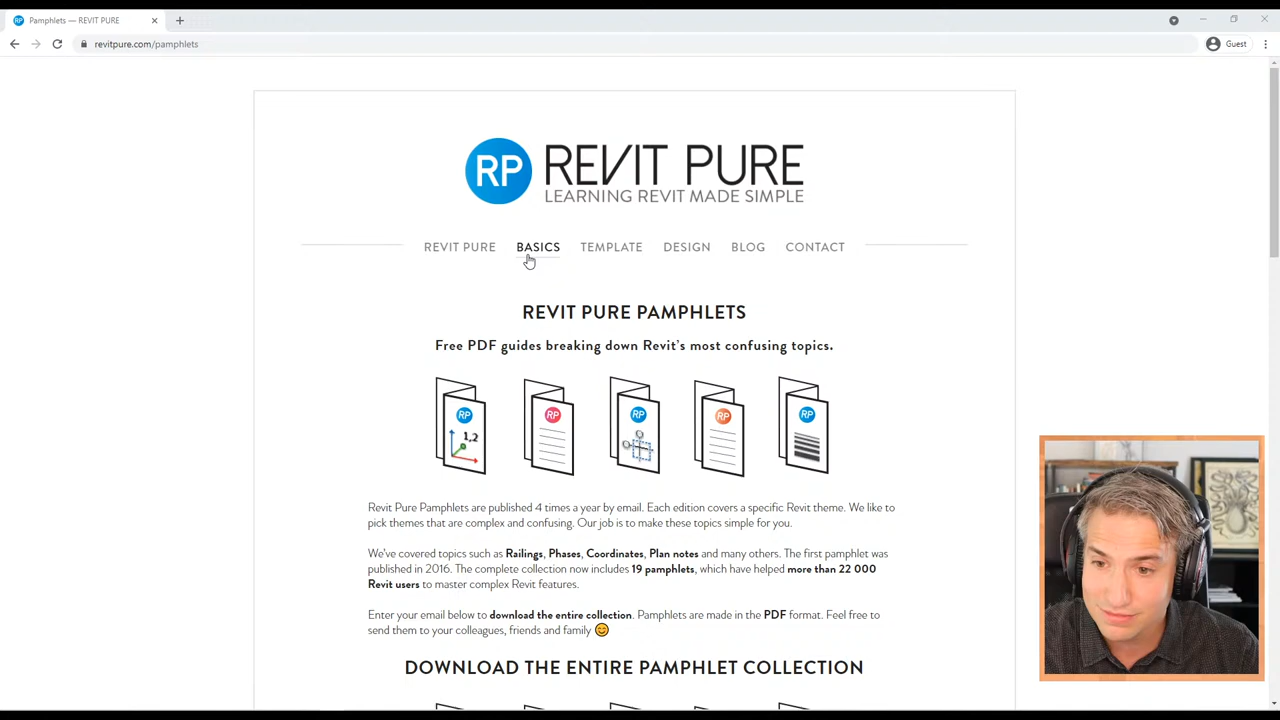 Pamphlets — REVIT PURE
revitpure.com/pamphlets
Guest
RP REVIT PURE
LEARNING REVIT MADE SIMPLE
REVIT PURE BASICS TEMPLATE DESIGN BLOG CONTACT
REVIT PURE PAMPHLETS
Free PDF guides breaking down Revit's most confusing topics.
RP RP RP RP RP
1,2
Revit Pure Pamphlets are published 4 times a year by email. Each edition covers a specific Revit theme. We like to
pick themes that are complex and confusing. Our job is to make these topics simple for you.
We've covered topics such as Railings, Phases, Coordinates, Plan notes and many others. The first pamphlet was
published in 2016. The complete collection now includes 19 pamphlets, which have helped more than 22 000
Revit users to master complex Revit features.
Enter your email below to download the entire collection. Pamphlets are made in the PDF format. Feel free to
send them to your colleagues, friends and family 😊
DOWNLOAD THE ENTIRE PAMPHLET COLLECTION